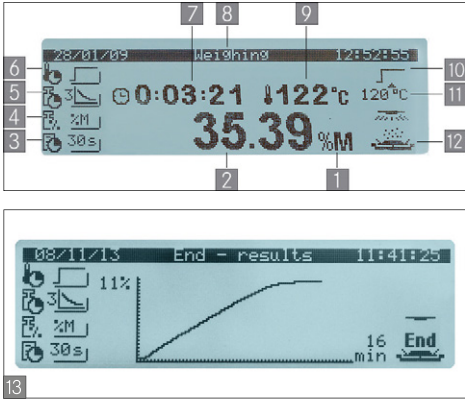 7 8 9
28/01/09 Weighing 12:52:55
6 10
5 3 0:03:21 122°c 120°c 11
4 %M 35.39 %M
3 30s 12
2 1
08/11/13 End - results 11:41:25
11%
3
%M
30s 16 End
min
13